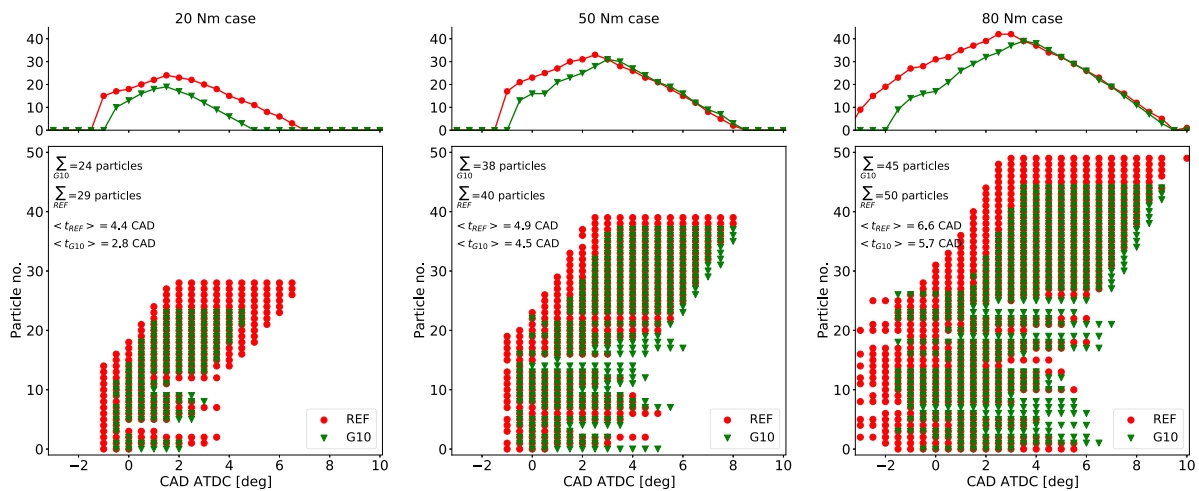 20 Nm case
50 Nm case
80 Nm case
40
30
20
10
0
40
30
20
10
0
40
30
20
10
0
Particle no.
50
40
30
20
10
0
∑G10=24 particles
∑REF=29 particles
< tREF > = 4.4 CAD
< tG10 > = 2.8 CAD
REF
G10
0 2 4 6 8 10
CAD ATDC [deg]
Particle no.
50
40
30
20
10
0
∑G10=38 particles
∑REF=40 particles
< tREF > = 4.9 CAD
< tG10 > = 4.5 CAD
REF
G10
−2 0 2 4 6 8 10
CAD ATDC [deg]
Particle no.
50
40
30
20
10
0
∑G10=45 particles
∑REF=50 particles
< tREF > = 6.6 CAD
< tG10 > = 5.7 CAD
REF
G10
−2 0 2 4 6 8 10
CAD ATDC [deg]